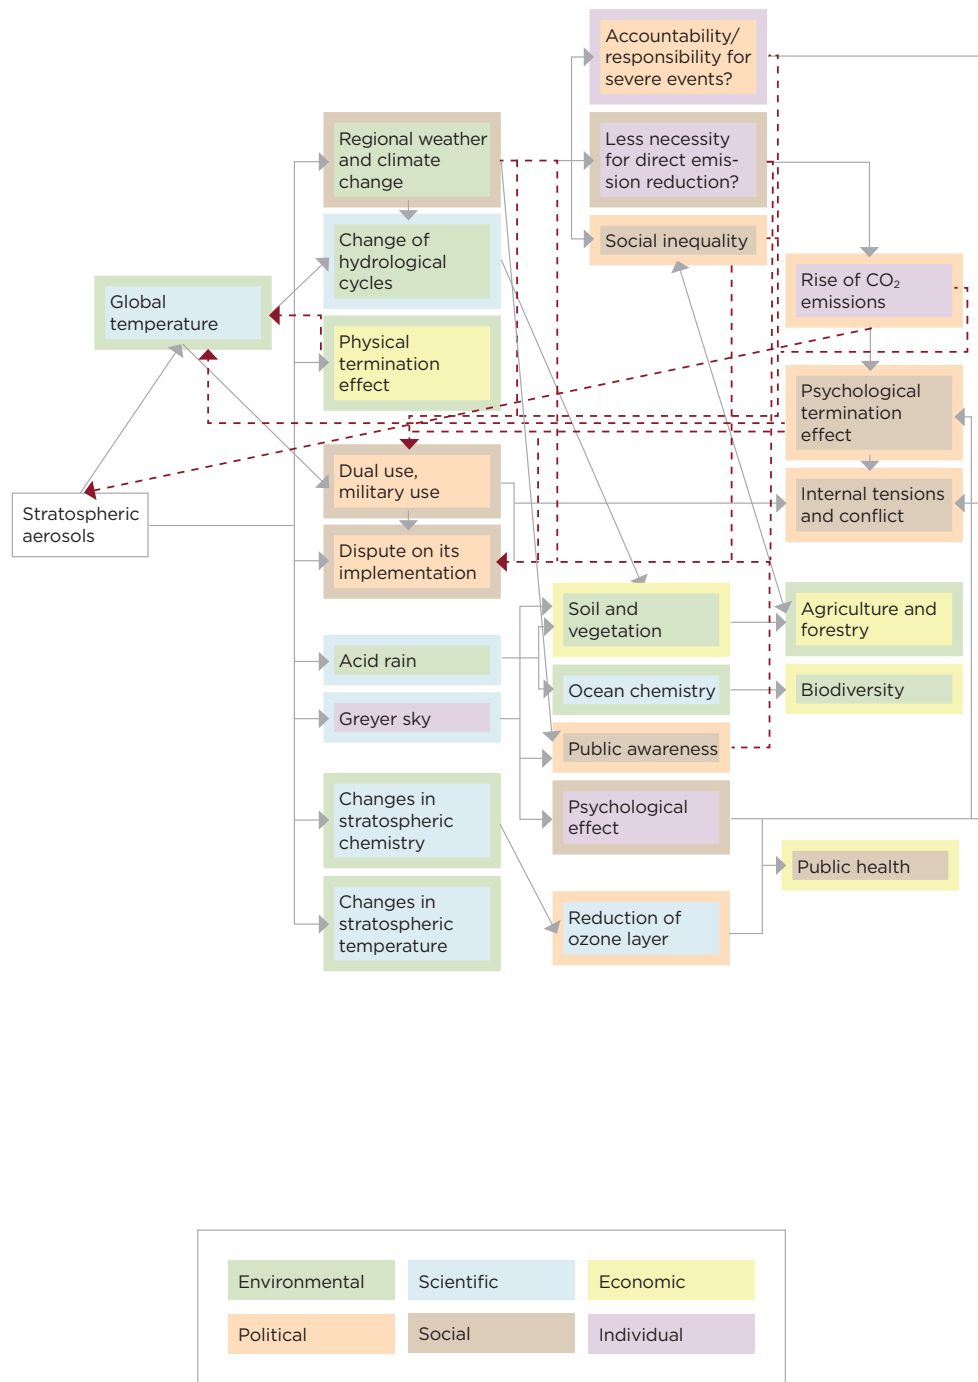 Accountability/
responsibility for
severe events?
Regional weather
and climate
change
Less necessity
for direct emis-
sion reduction?
Change of
hydrological
cycles
Social inequality
Global
temperature
Rise of CO₂
emissions
Physical
termination
effect
Psychological
termination
effect
Dual use,
military use
Internal tensions
and conflict
Stratospheric
aerosols
Dispute on its
implementation
Soil and
vegetation
Agriculture and
forestry
Acid rain
Ocean chemistry
Biodiversity
Greyer sky
Public awareness
Changes in
stratospheric
chemistry
Psychological
effect
Public health
Changes in
stratospheric
temperature
Reduction of
ozone layer
Environmental
Scientific
Economic
Political
Social
Individual